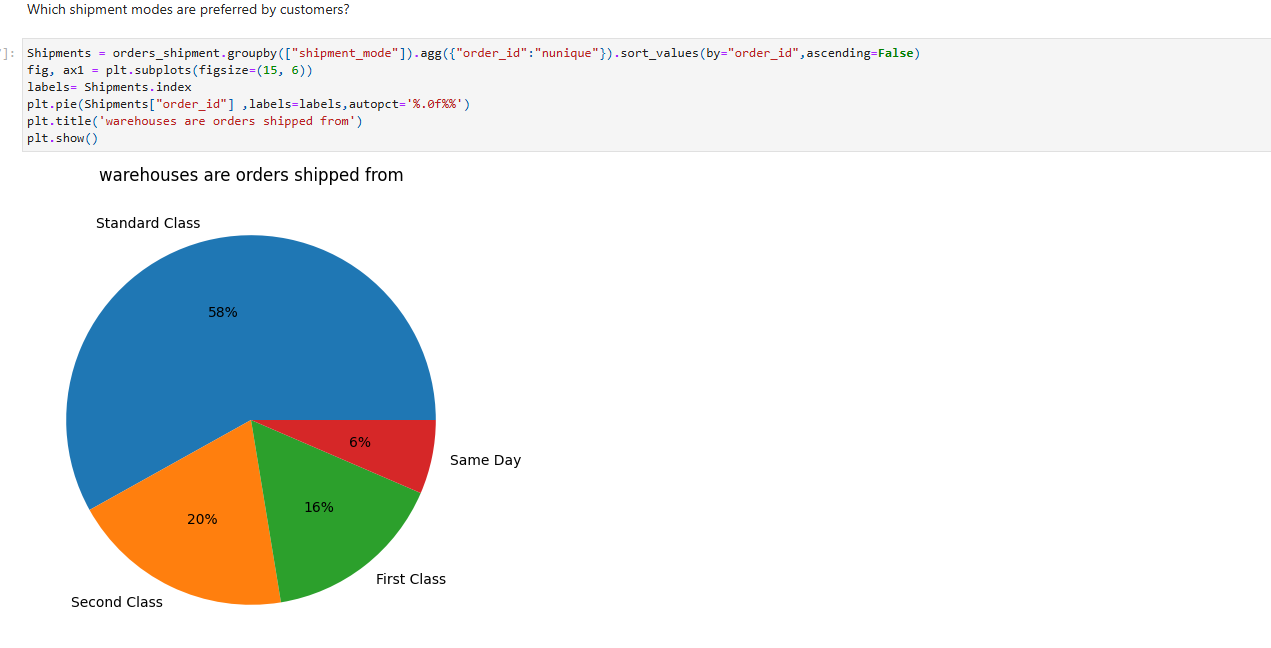 Which shipment modes are preferred by customers?
]:
Shipments = orders_shipment.groupby(["shipment_mode"]).agg({"order_id":"nunique"}).sort_values(by="order_id",ascending=False)
fig, ax1 = plt.subplots(figsize=(15, 6))
labels= Shipments.index
plt.pie(Shipments["order_id"] ,labels=labels,autopct='%.0f%%')
plt.title('warehouses are orders shipped from')
plt.show()
warehouses are orders shipped from
Standard Class
58%
6%
Same Day
16%
20%
First Class
Second Class